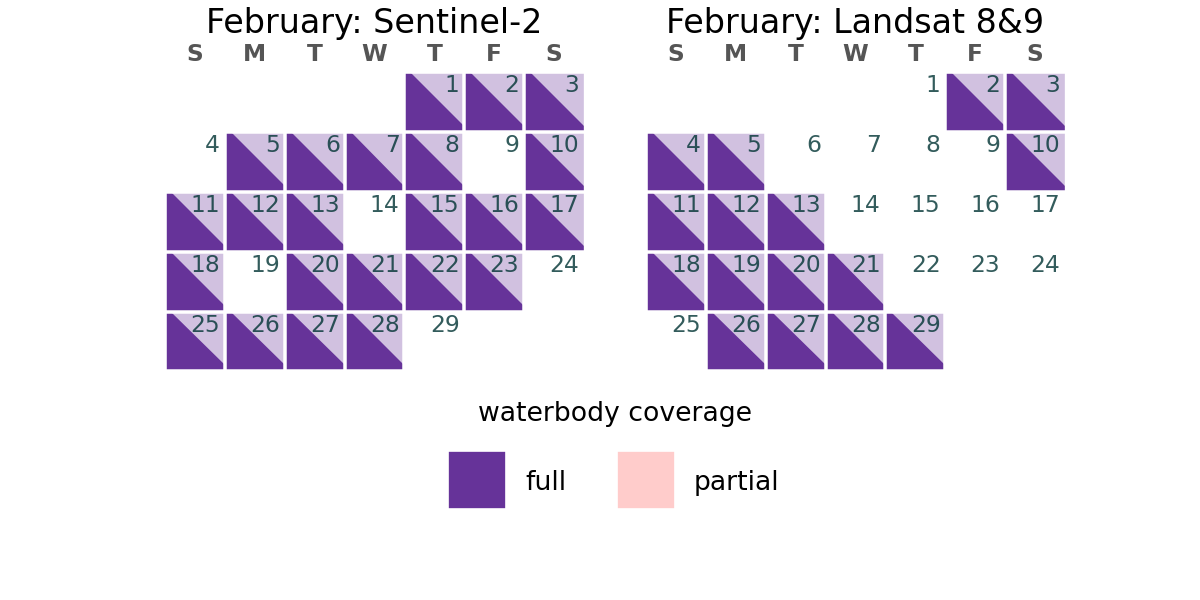 February: Sentinel-2
S M T W T F S
1 2 3
4 5 6 7 8 9 10
11 12 13 14 15 16 17
18 19 20 21 22 23 24
25 26 27 28 29
February: Landsat 8&9
S M T W T F S
1 2 3
4 5 6 7 8 9 10
11 12 13 14 15 16 17
18 19 20 21 22 23 24
25 26 27 28 29
waterbody coverage
full
partial